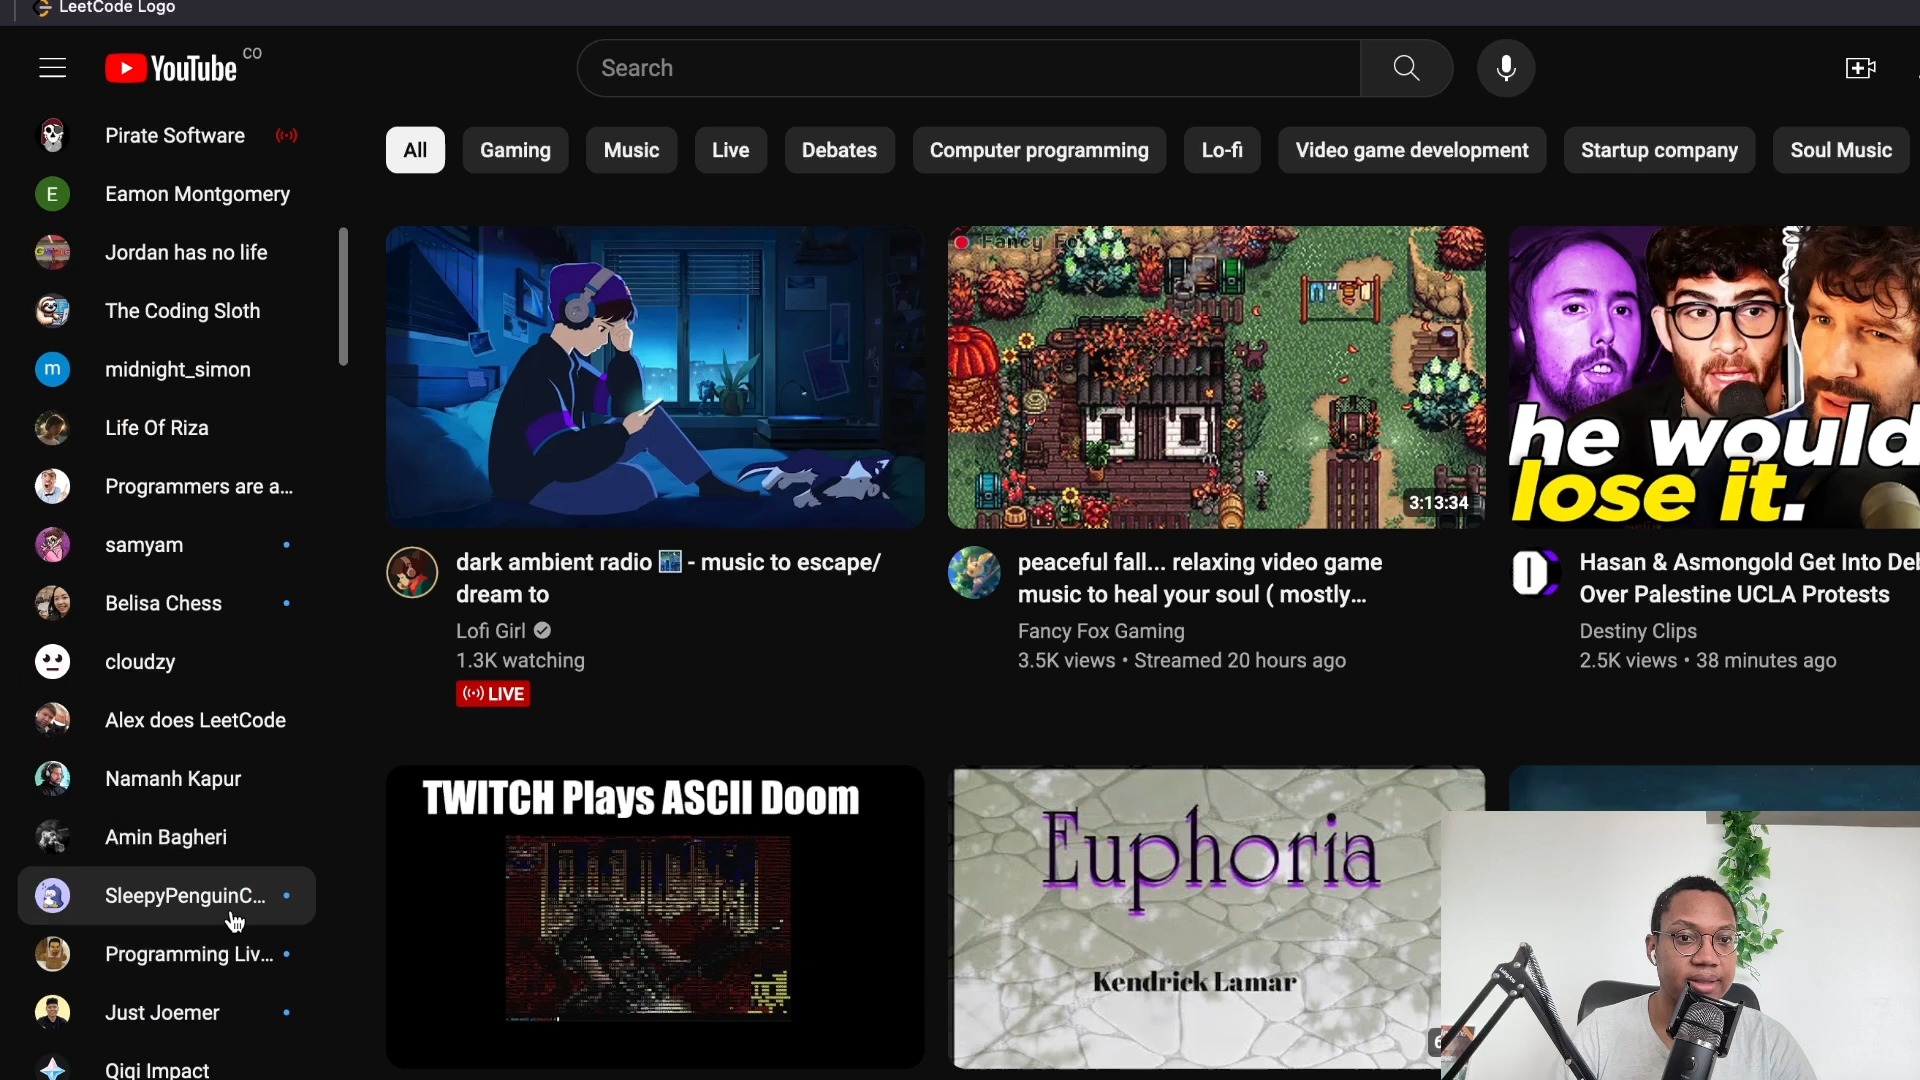 LeetCode Logo
YouTube CO
Search
Pirate Software
E Eamon Montgomery
Jordan has no life
The Coding Sloth
m midnight_simon
Life Of Riza
Programmers are a...
samyam
Belisa Chess
cloudzy
Alex does LeetCode
Namanh Kapur
Amin Bagheri
SleepyPenguinC...
Programming Liv...
Just Joemer
Qiqi Impact
All
Gaming
Music
Live
Debates
Computer programming
Lo-fi
Video game development
Startup company
Soul Music
dark ambient radio 🌃 - music to escape/
dream to
Lofi Girl
1.3K watching
LIVE
Fancy Fo
3:13:34
peaceful fall... relaxing video game
music to heal your soul ( mostly...
Fancy Fox Gaming
3.5K views • Streamed 20 hours ago
he would
lose it.
Hasan & Asmongold Get Into De
Over Palestine UCLA Protests
Destiny Clips
2.5K views • 38 minutes ago
TWITCH Plays ASCII Doom
Euphoria
Kendrick Lamar